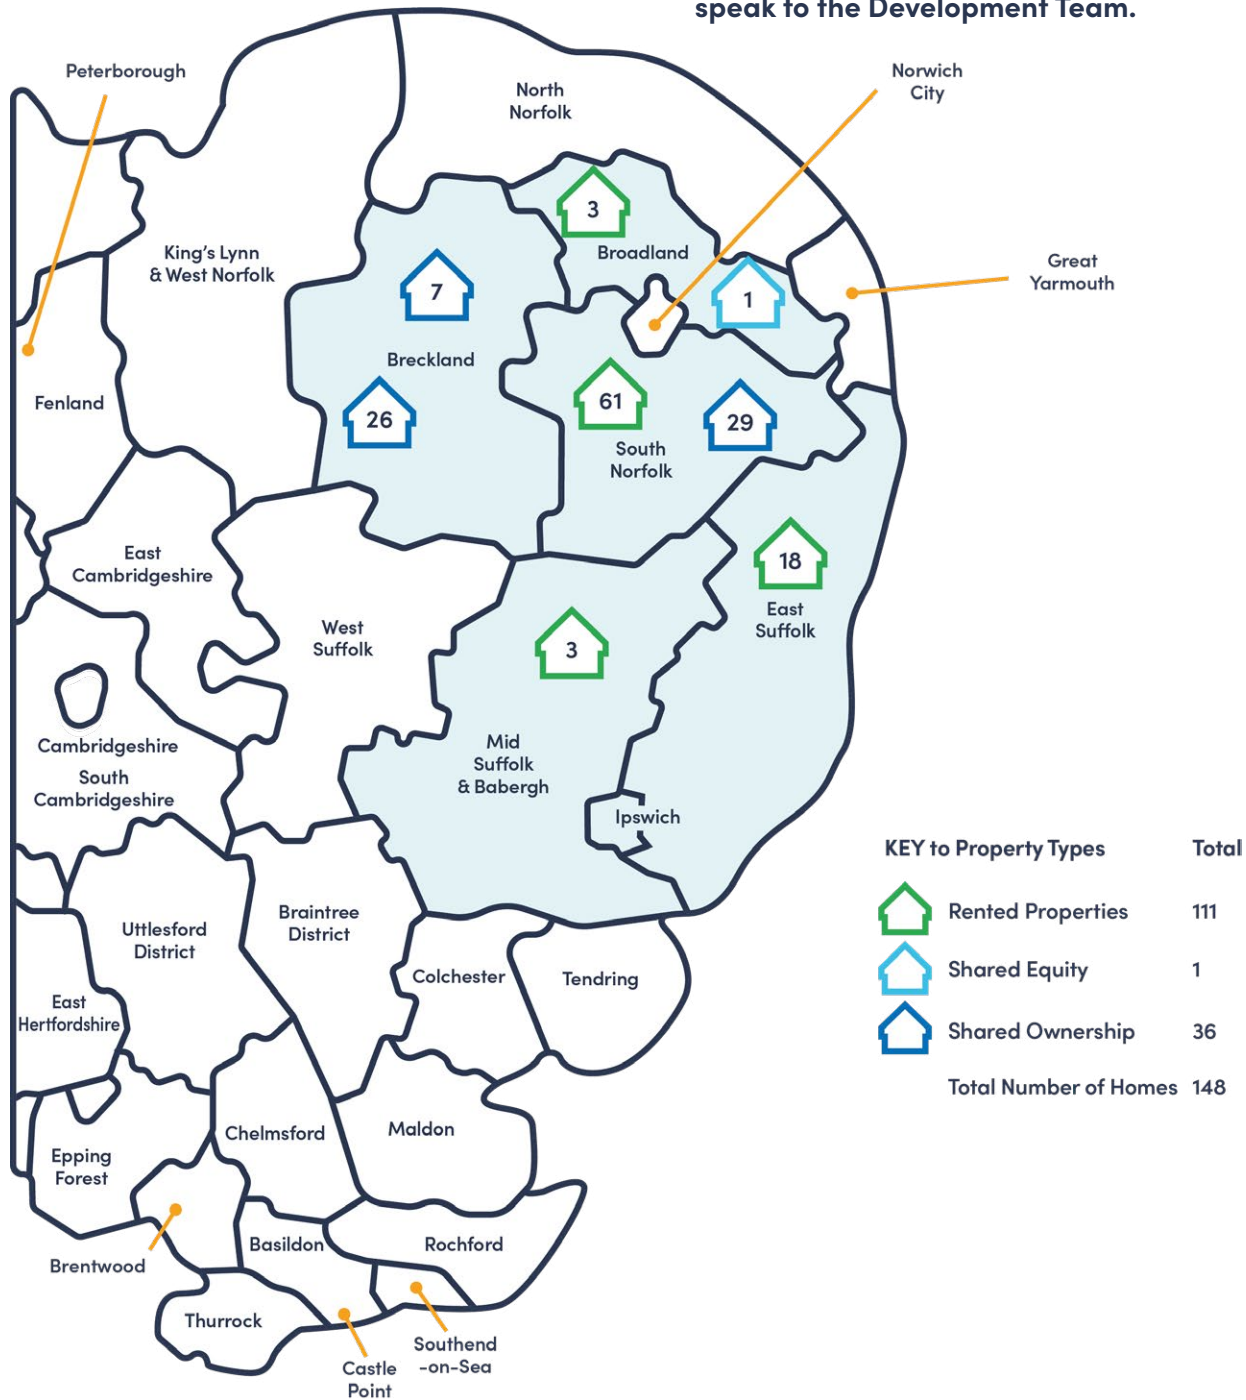 speak to the Development Team.
Peterborough
Norwich
City
North
Norfolk
3
King's Lynn
& West Norfolk
Broadland
7
1
Great
Yarmouth
Breckland
Fenland
26
61
29
South
Norfolk
East
Cambridgeshire
18
East
Suffolk
West
Suffolk
3
Cambridgeshire
South
Cambridgeshire
Mid
Suffolk
& Babergh
Ipswich
KEY to Property Types Total
Rented Properties 111
Shared Equity 1
Shared Ownership 36
Total Number of Homes 148
Uttlesford
District
Braintree
District
Colchester
Tendring
East
Hertfordshire
Chelmsford
Maldon
Epping
Forest
Brentwood
Basildon
Rochford
Thurrock
Castle
Point
Southend
-on-Sea